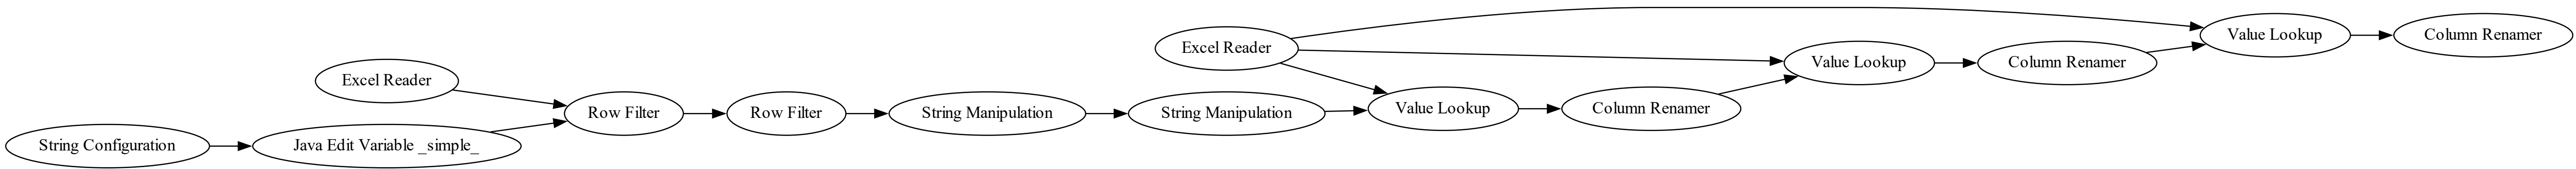 String Configuration
Java Edit Variable _simple_
Excel Reader
Row Filter
Row Filter
String Manipulation
String Manipulation
Excel Reader
Value Lookup
Column Renamer
Value Lookup
Column Renamer
Value Lookup
Column Renamer